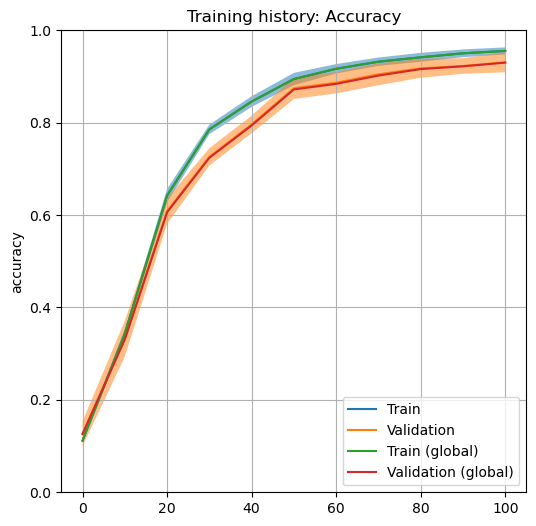 Training history: Accuracy
1.0
0.8
0.6
0.4
0.2
0.0
accuracy
0
20
40
60
80
100
Train
Validation
Train (global)
Validation (global)